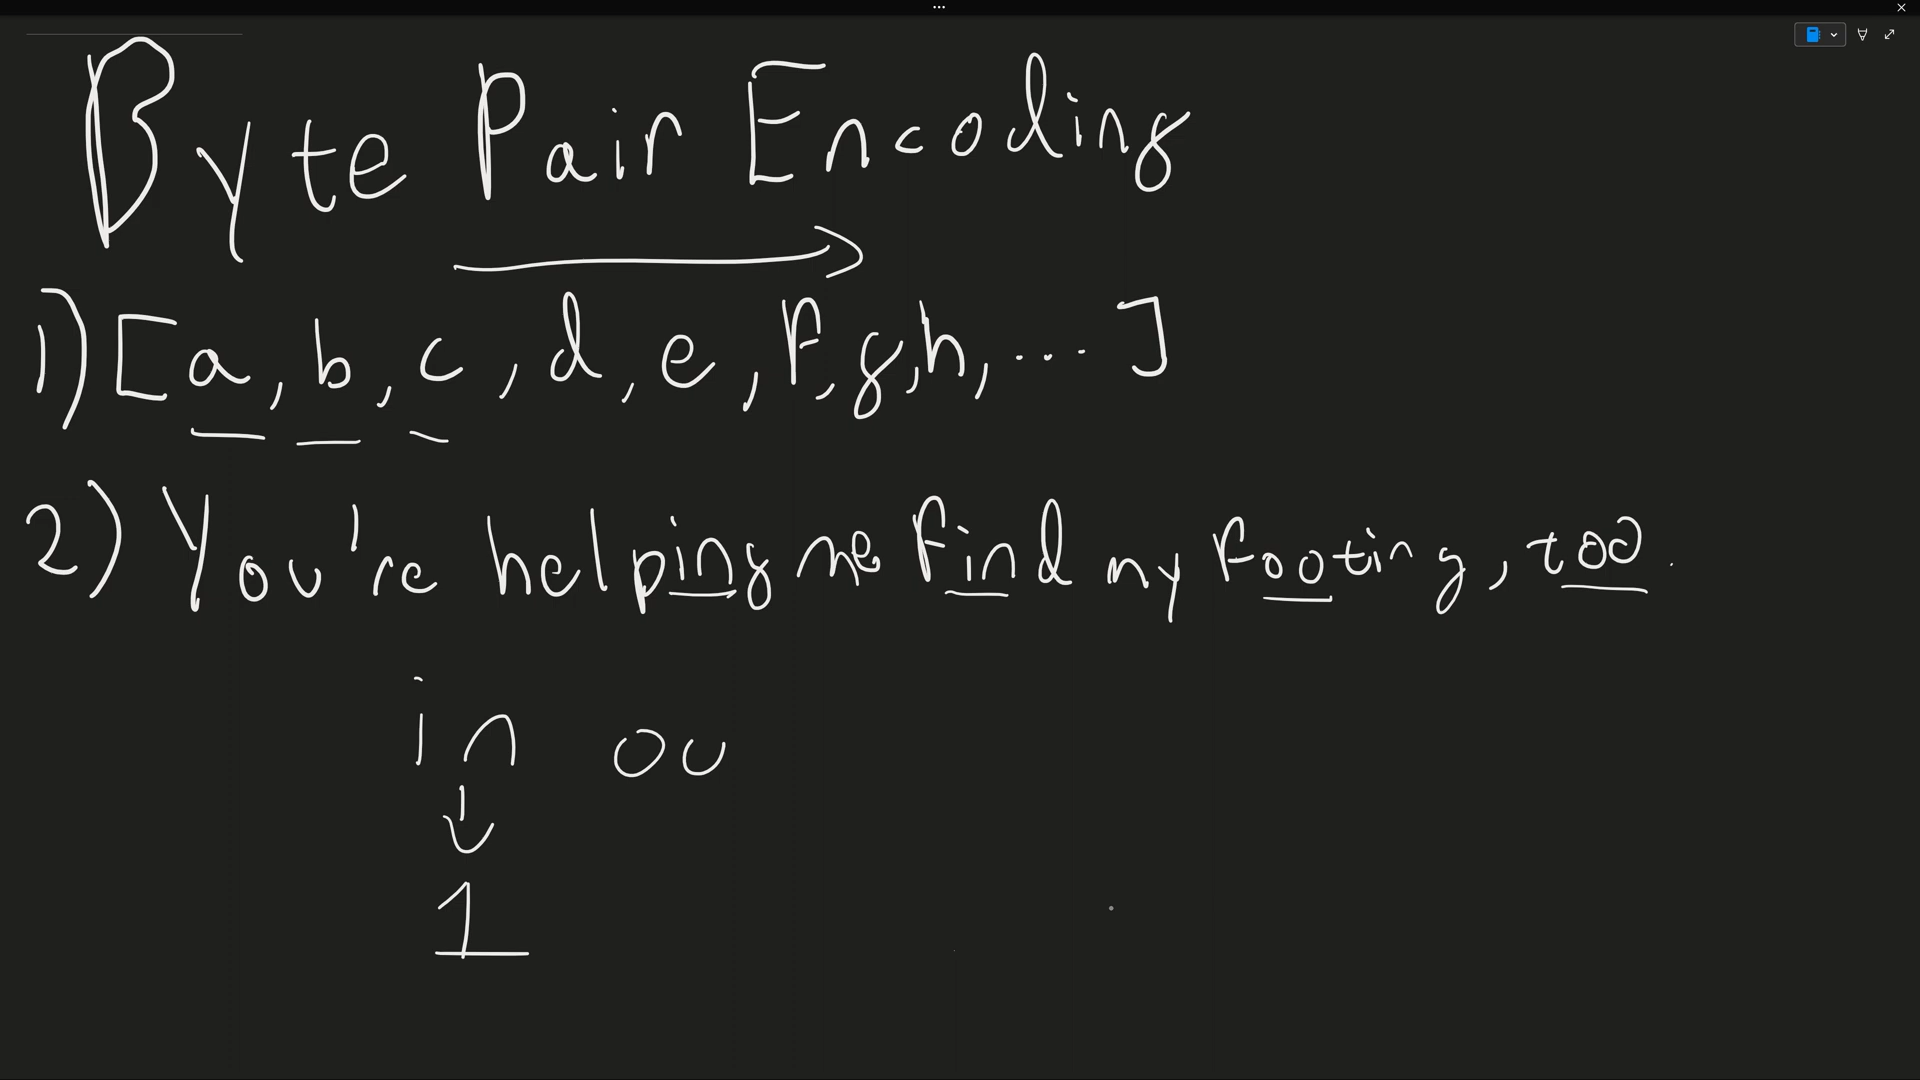 Byte Pair Encoding
1) [a, b, c, d, e, f, g, h, ...]
2) You're helping me find my footing, too.
in ou
1